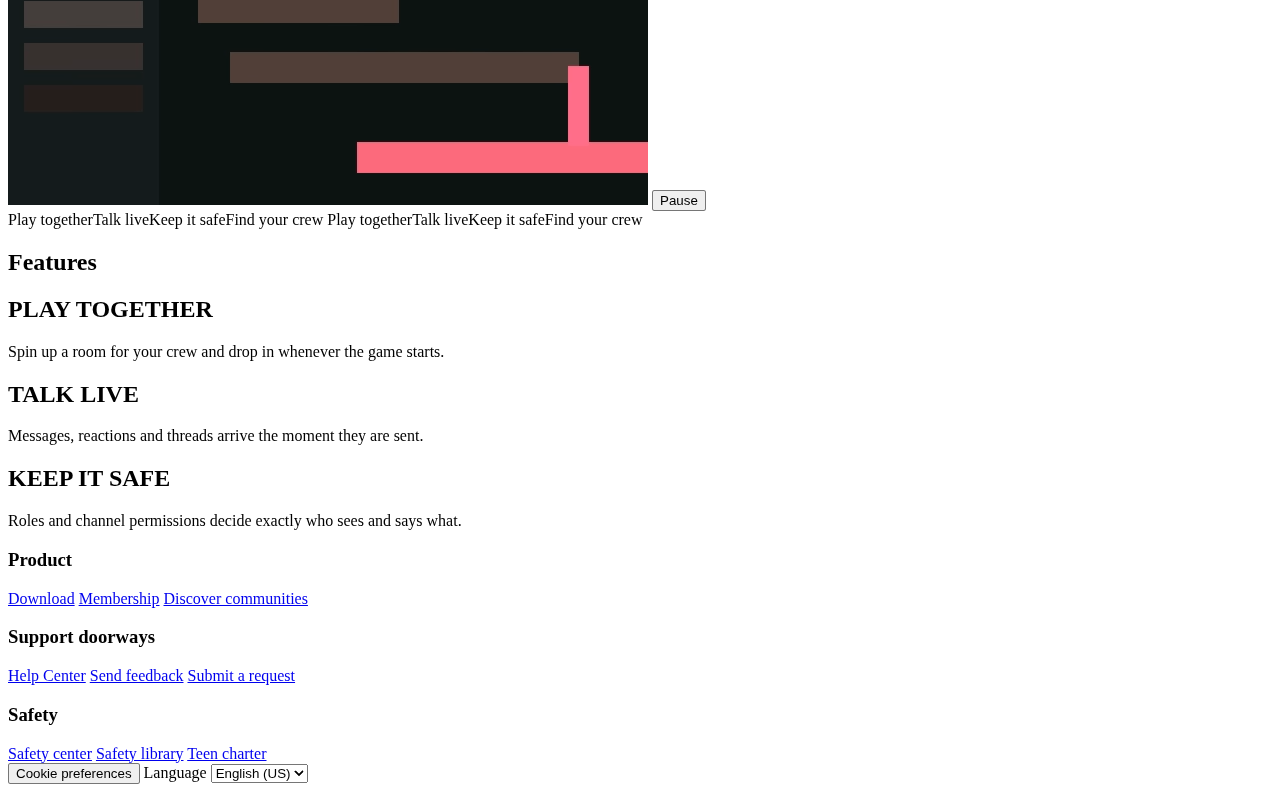 Pause
Play togetherTalk liveKeep it safeFind your crew Play togetherTalk liveKeep it safeFind your crew
Features
PLAY TOGETHER
Spin up a room for your crew and drop in whenever the game starts.
TALK LIVE
Messages, reactions and threads arrive the moment they are sent.
KEEP IT SAFE
Roles and channel permissions decide exactly who sees and says what.
Product
Download Membership Discover communities
Support doorways
Help Center Send feedback Submit a request
Safety
Safety center Safety library Teen charter
Cookie preferences Language English (US)